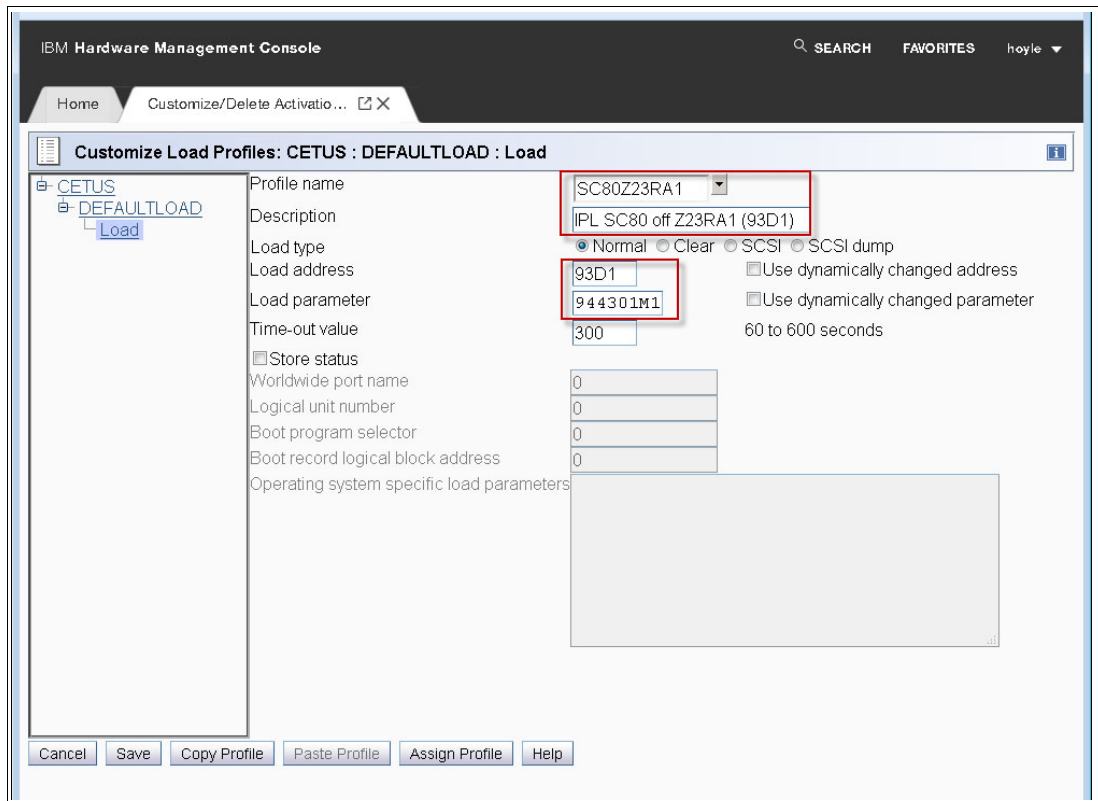 IBM Hardware Management Console SEARCH FAVORITES hoyle
Home Customize/Delete Activatio...
Customize Load Profiles: CETUS : DEFAULTLOAD : Load
CETUS
DEFAULTLOAD
Load
Profile name SC80Z23RA1
Description IPL SC80 off Z23RA1 (93D1)
Load type Normal Clear SCSI SCSI dump
Load address 93D1 Use dynamically changed address
Load parameter 944301M1 Use dynamically changed parameter
Time-out value 300 60 to 600 seconds
Store status
Worldwide port name 0
Logical unit number 0
Boot program selector 0
Boot record logical block address 0
Operating system specific load parameters
Cancel Save Copy Profile Paste Profile Assign Profile Help